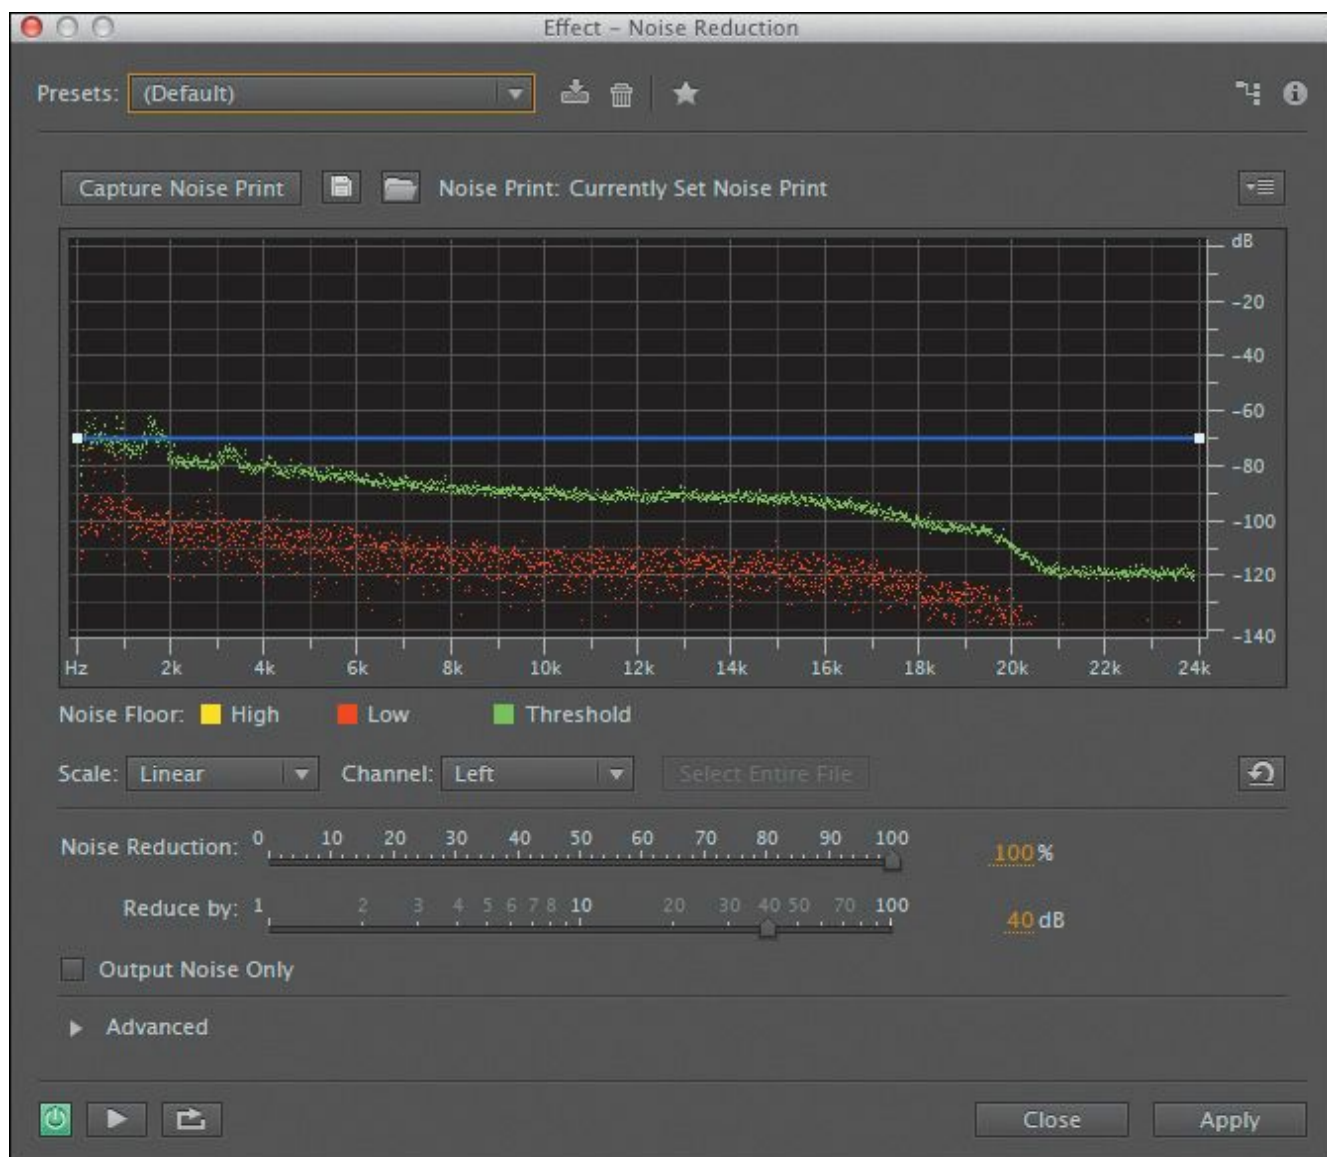 Effect – Noise Reduction
Presets: (Default)
Capture Noise Print Noise Print: Currently Set Noise Print
dB
-20
-40
-60
-80
-100
-120
-140
Hz 2k 4k 6k 8k 10k 12k 14k 16k 18k 20k 22k 24k
Noise Floor: High Low Threshold
Scale: Linear Channel: Left Select Entire File
Noise Reduction: 0 10 20 30 40 50 60 70 80 90 100 100 %
Reduce by: 1 2 3 4 5 6 7 8 10 20 30 40 50 70 100 40 dB
Output Noise Only
Advanced
Close Apply